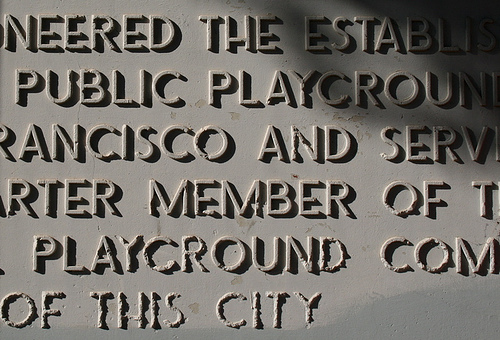 NEERED THE ESTABLIS
PUBLIC PLAYGROUN
RANCISCO AND SERV
ARTER MEMBER OF T
PLAYGROUND COM
OF THIS CITY